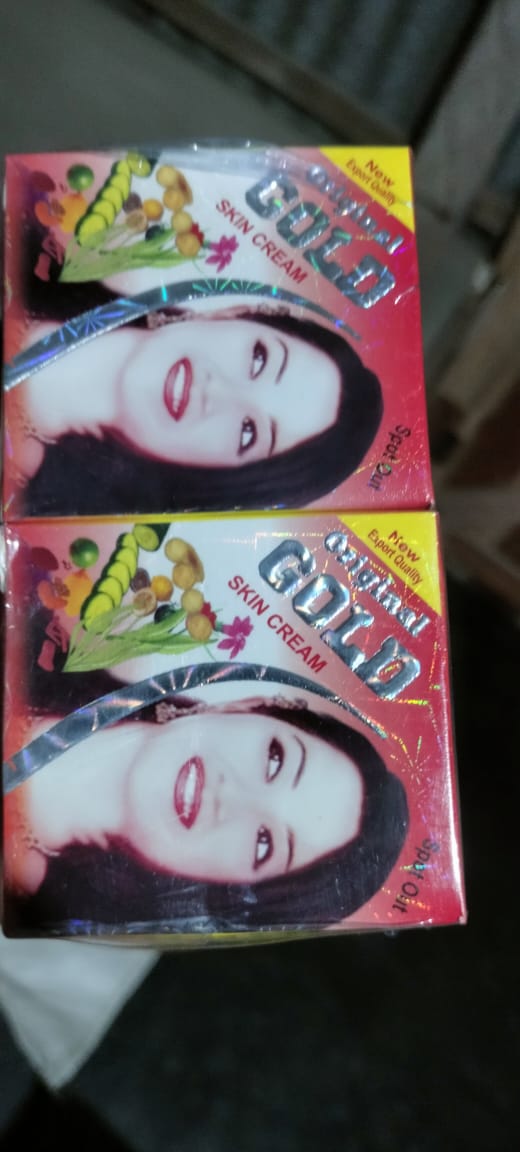 New
Export Quality
Original
GOLD
SKIN CREAM
Spot Out
New
Export Quality
Original
GOLD
SKIN CREAM
Spot Out